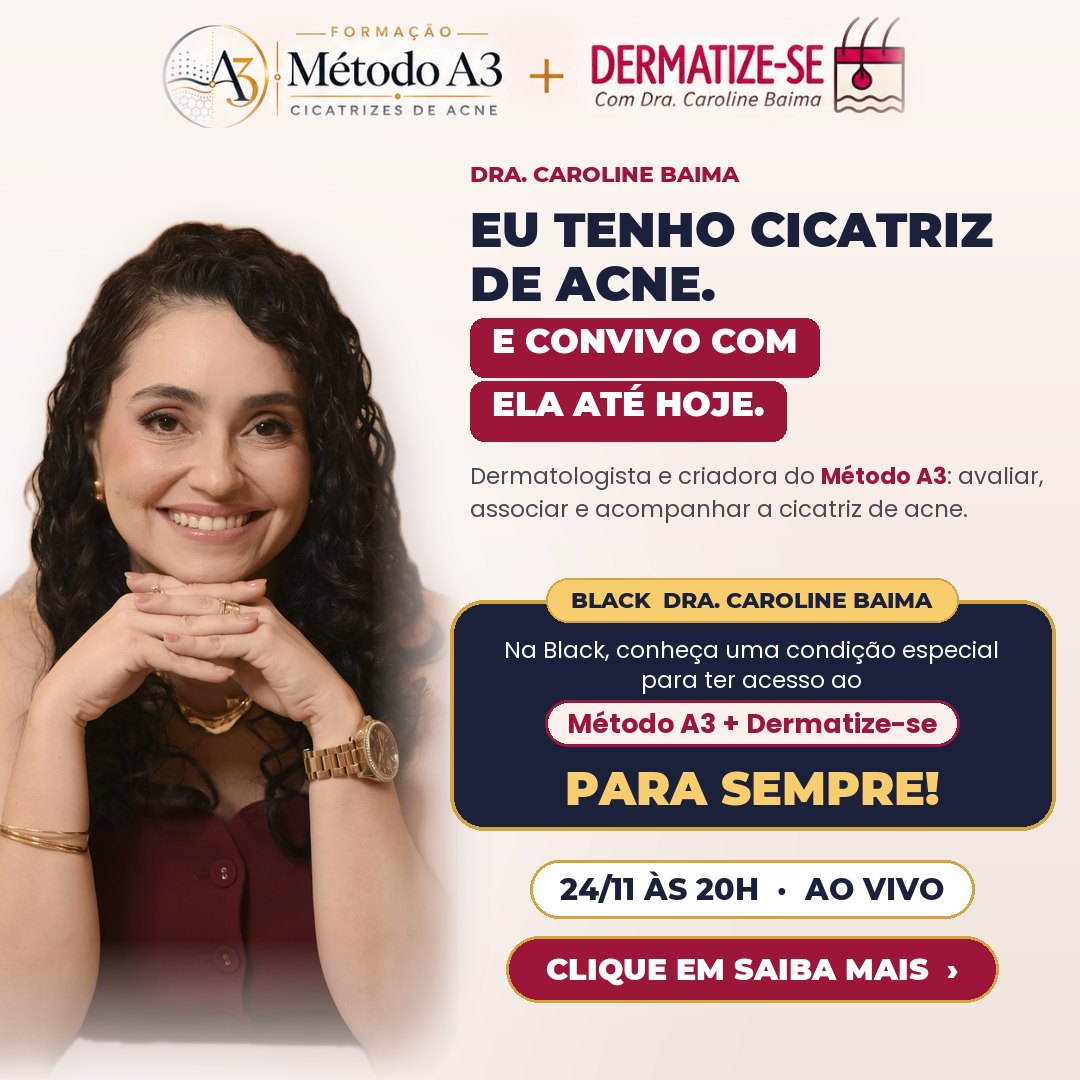 FORMAÇÃO
A3
Método A3
CICATRIZES DE ACNE
+
DERMATIZE-SE
Com Dra. Caroline Baima
DRA. CAROLINE BAIMA
EU TENHO CICATRIZ
DE ACNE.
E CONVIVO COM
ELA ATÉ HOJE.
Dermatologista e criadora do Método A3: avaliar,
associar e acompanhar a cicatriz de acne.
BLACK DRA. CAROLINE BAIMA
Na Black, conheça uma condição especial
para ter acesso ao
Método A3 + Dermatize-se
PARA SEMPRE!
24/11 ÀS 20H · AO VIVO
CLIQUE EM SAIBA MAIS ›